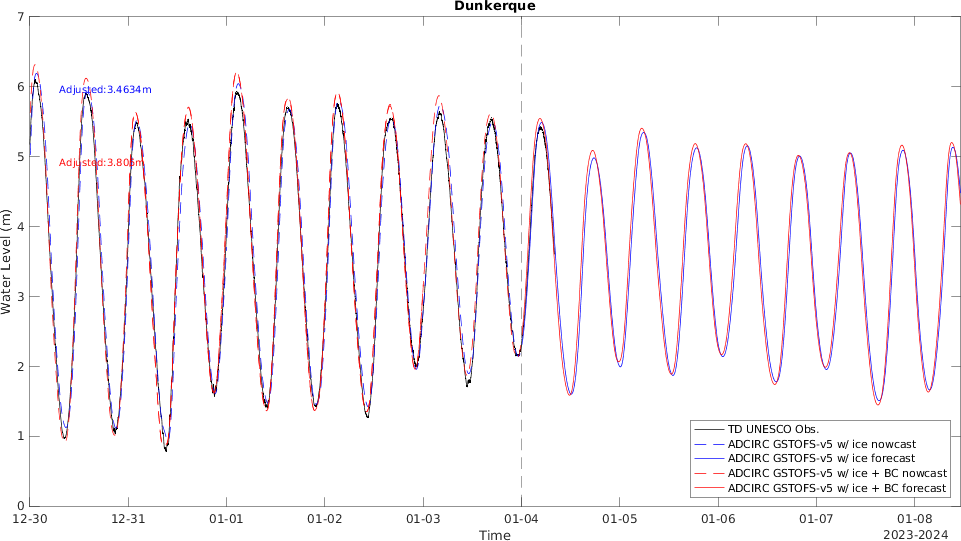 Dunkerque
7
6
5
4
3
2
1
0
Water Level (m)
Adjusted:3.4634m
Adjusted:3.806m
12-30
12-31
01-01
01-02
01-03
01-04
01-05
01-06
01-07
01-08
Time
2023-2024
TD UNESCO Obs.
ADCIRC GSTOFS-v5 w/ ice nowcast
ADCIRC GSTOFS-v5 w/ ice forecast
ADCIRC GSTOFS-v5 w/ ice + BC nowcast
ADCIRC GSTOFS-v5 w/ ice + BC forecast